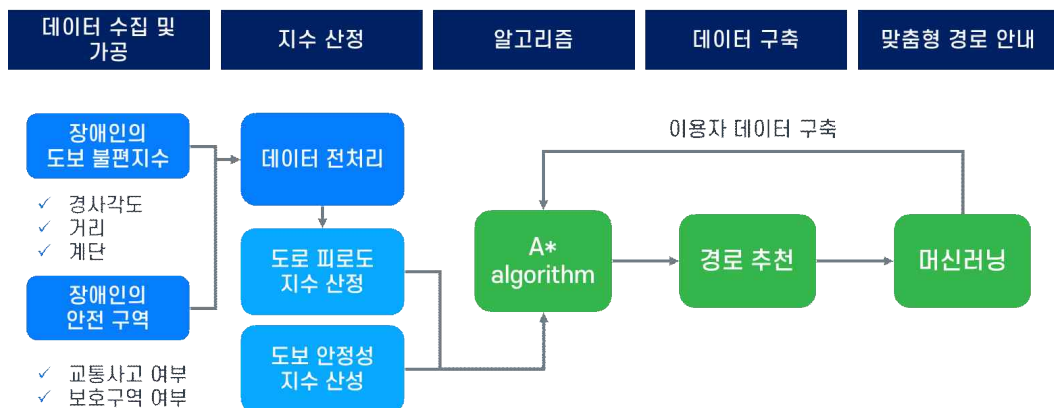 데이터 수집 및
가공
지수 산정
알고리즘
데이터 구축
맞춤형 경로 안내
장애인의
도보 불편지수
✓ 경사각도
✓ 거리
✓ 계단
장애인의
안전 구역
✓ 교통사고 여부
✓ 보호구역 여부
데이터 전처리
도로 피로도
지수 산정
도보 안정성
지수 산성
이용자 데이터 구축
A*
algorithm
경로 추천
머신러닝